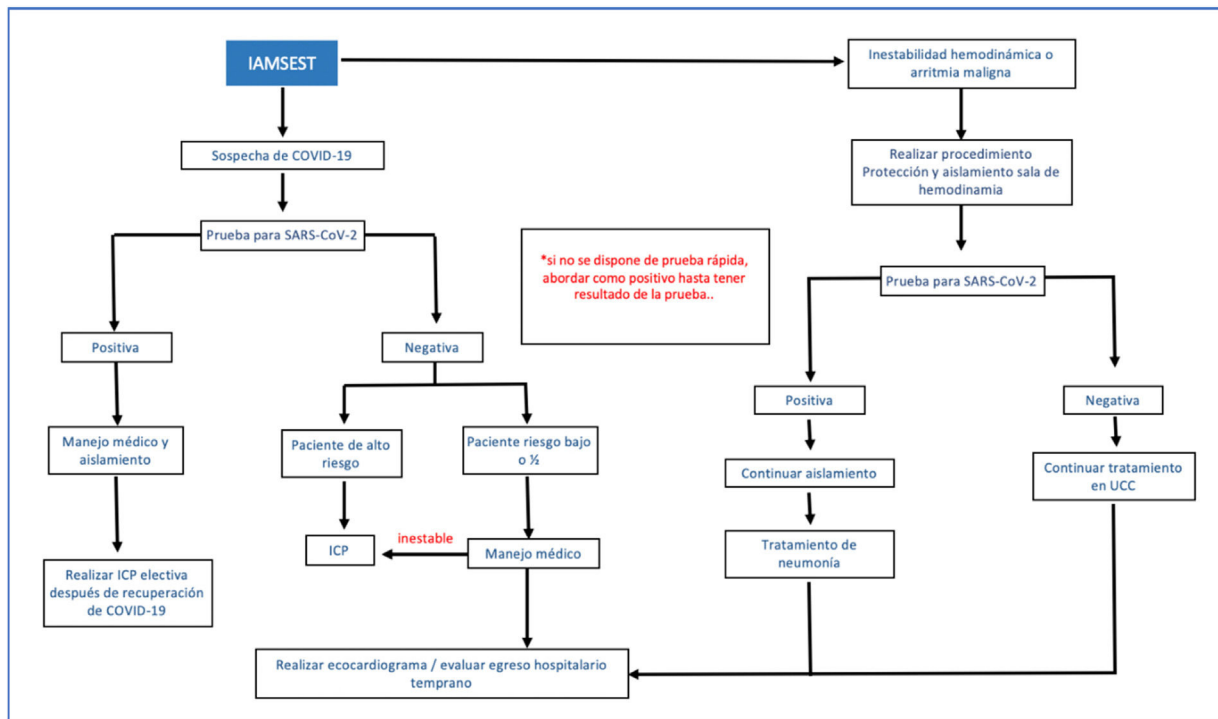 IAMSEST
Inestabilidad hemodinámica o
arritmia maligna
Sospecha de COVID-19
Realizar procedimiento
Protección y aislamiento sala de
hemodinamia
Prueba para SARS-CoV-2
*si no se dispone de prueba rápida,
abordar como positivo hasta tener
resultado de la prueba..
Prueba para SARS-CoV-2
Positiva
Negativa
Positiva
Negativa
Manejo médico y
aislamiento
Paciente de alto
riesgo
Paciente riesgo bajo
o ½
Continuar aislamiento
Continuar tratamiento
en UCC
ICP
inestable
Manejo médico
Tratamiento de
neumonía
Realizar ICP electiva
después de recuperación
de COVID-19
Realizar ecocardiograma / evaluar egreso hospitalario
temprano